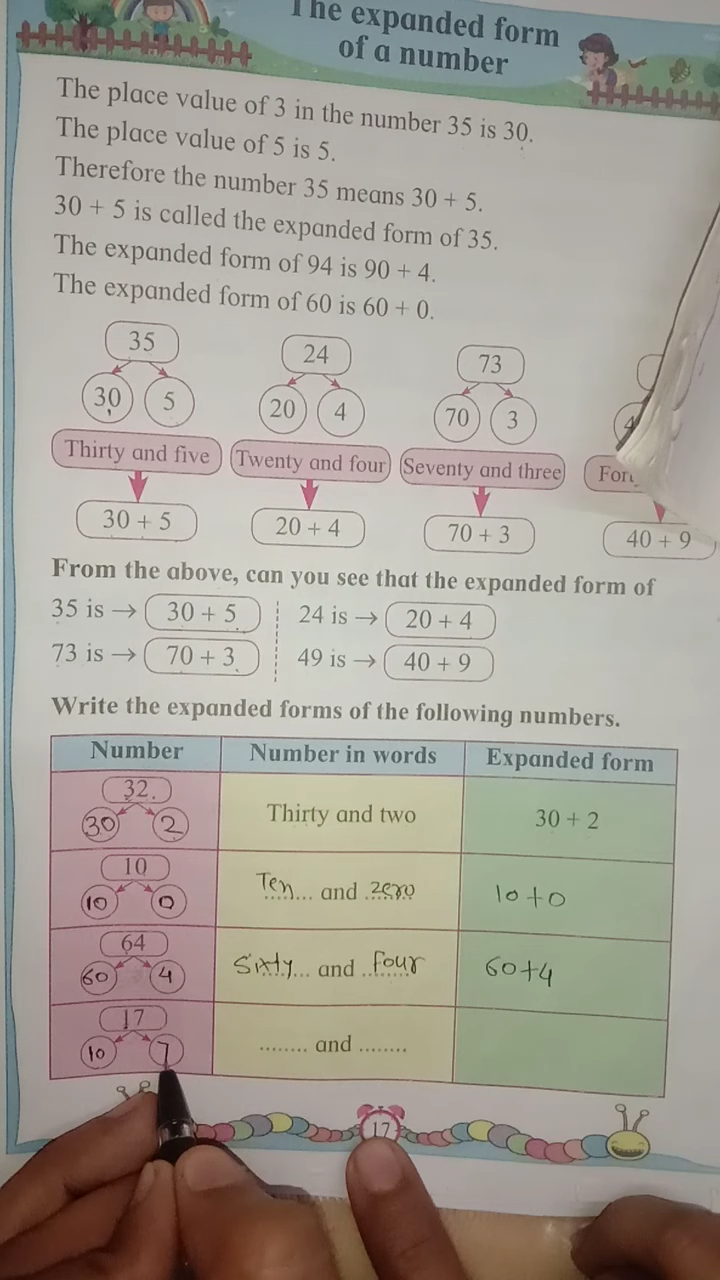 The expanded form
of a number
The place value of 3 in the number 35 is 30.
The place value of 5 is 5.
Therefore the number 35 means 30 + 5.
30 + 5 is called the expanded form of 35.
The expanded form of 94 is 90 + 4.
The expanded form of 60 is 60 + 0.
35 24 73
30 5 20 4 70 3 4
Thirty and five Twenty and four Seventy and three
30 + 5 20 + 4 70 + 3 40 + 9
From the above, can you see that the expanded form of
35 is → 30 + 5 24 is → 20 + 4
73 is → 70 + 3 49 is → 40 + 9
Write the expanded forms of the following numbers.
Number Number in words Expanded form
32.
30 2 Thirty and two 30 + 2
10
10 0 Ten... and zero 10+0
64
60 4 Sixty... and four 60+4
17
10 7 ........ and ........
17